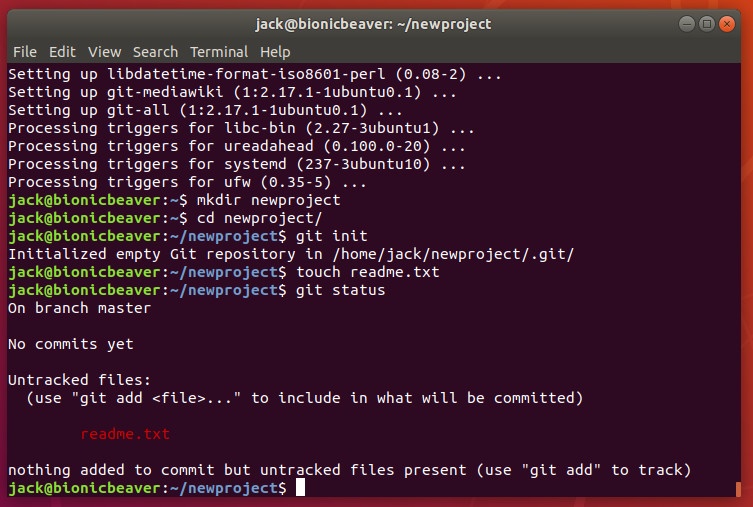 jack@bionicbeaver: ~/newproject
File Edit View Search Terminal Help
Setting up libdatetime-format-iso8601-perl (0.08-2) ...
Setting up git-mediawiki (1:2.17.1-1ubuntu0.1) ...
Setting up git-all (1:2.17.1-1ubuntu0.1) ...
Processing triggers for libc-bin (2.27-3ubuntu1) ...
Processing triggers for ureadahead (0.100.0-20) ...
Processing triggers for systemd (237-3ubuntu10) ...
Processing triggers for ufw (0.35-5) ...
jack@bionicbeaver:~$ mkdir newproject
jack@bionicbeaver:~$ cd newproject/
jack@bionicbeaver:~/newproject$ git init
Initialized empty Git repository in /home/jack/newproject/.git/
jack@bionicbeaver:~/newproject$ touch readme.txt
jack@bionicbeaver:~/newproject$ git status
On branch master
No commits yet
Untracked files:
(use "git add <file>..." to include in what will be committed)
readme.txt
nothing added to commit but untracked files present (use "git add" to track)
jack@bionicbeaver:~/newproject$